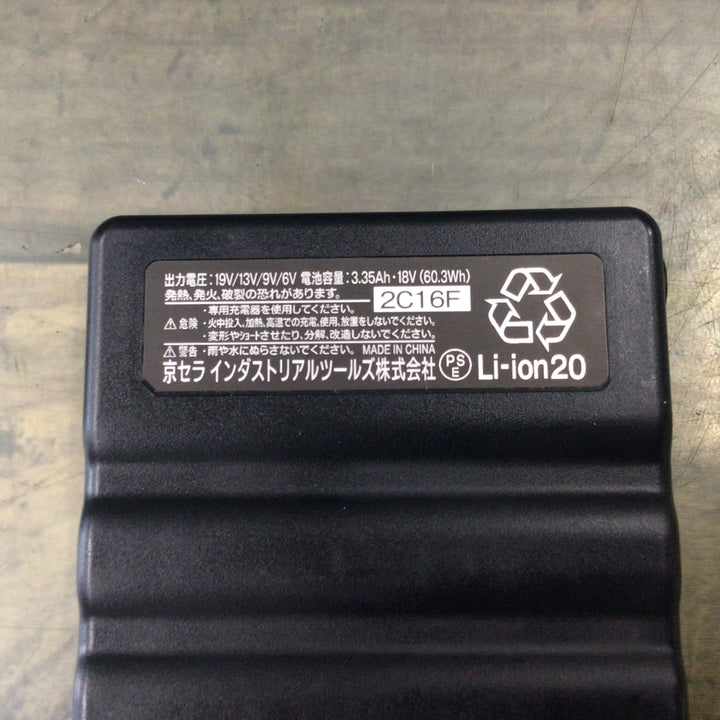 出力電圧:19V/13V/9V/6V 電池容量:3.35Ah・18V(60.3Wh)
発熱、発火、破裂の恐れがあります。 2C16F
・専用充電器を使用してください。
⚠危険 ・火中投入、加熱、高温での充電、使用、放置をしないでください。
・変形やショートさせたり、分解、改造しないでください。
⚠警告 ・雨や水にぬらさないでください。 MADE IN CHINA
京セラ インダストリアルツールズ株式会社 PSE Li-ion20